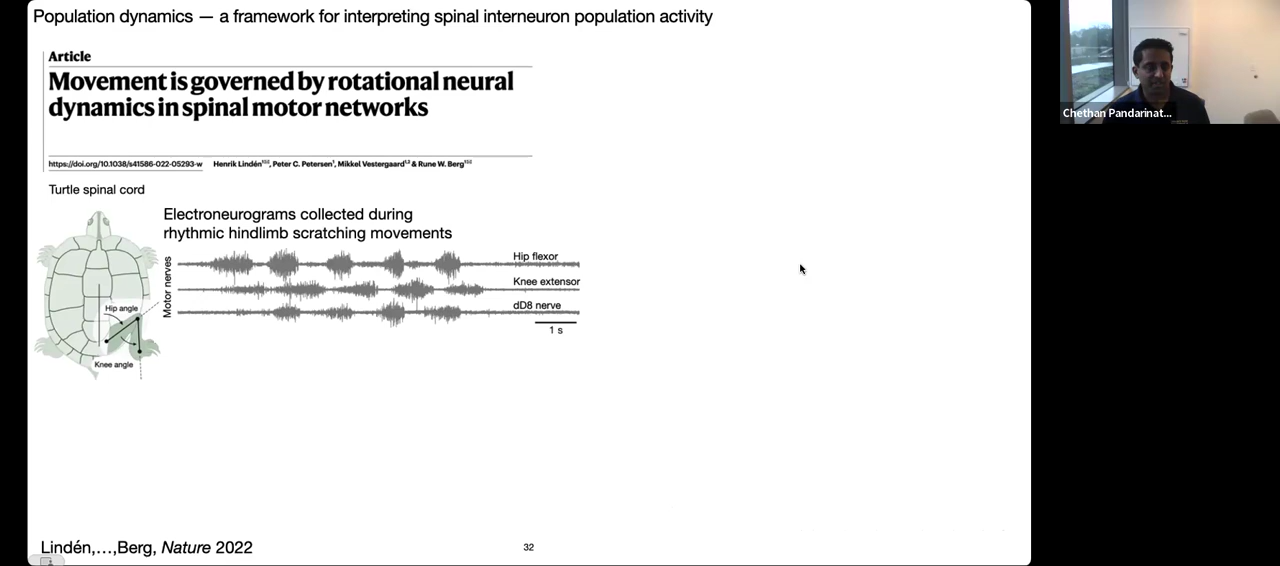 Population dynamics — a framework for interpreting spinal interneuron population activity
Article
Movement is governed by rotational neural
dynamics in spinal motor networks
https://doi.org/10.1038/s41586-022-05293-w Henrik Lindén, Peter C. Petersen, Mikkel Vestergaard & Rune W. Berg
Turtle spinal cord
Electroneurograms collected during
rhythmic hindlimb scratching movements
Motor nerves
Hip flexor
Knee extensor
dD8 nerve
1 s
Hip angle
Knee angle
Lindén,...,Berg, Nature 2022
32
Chethan Pandarinat...